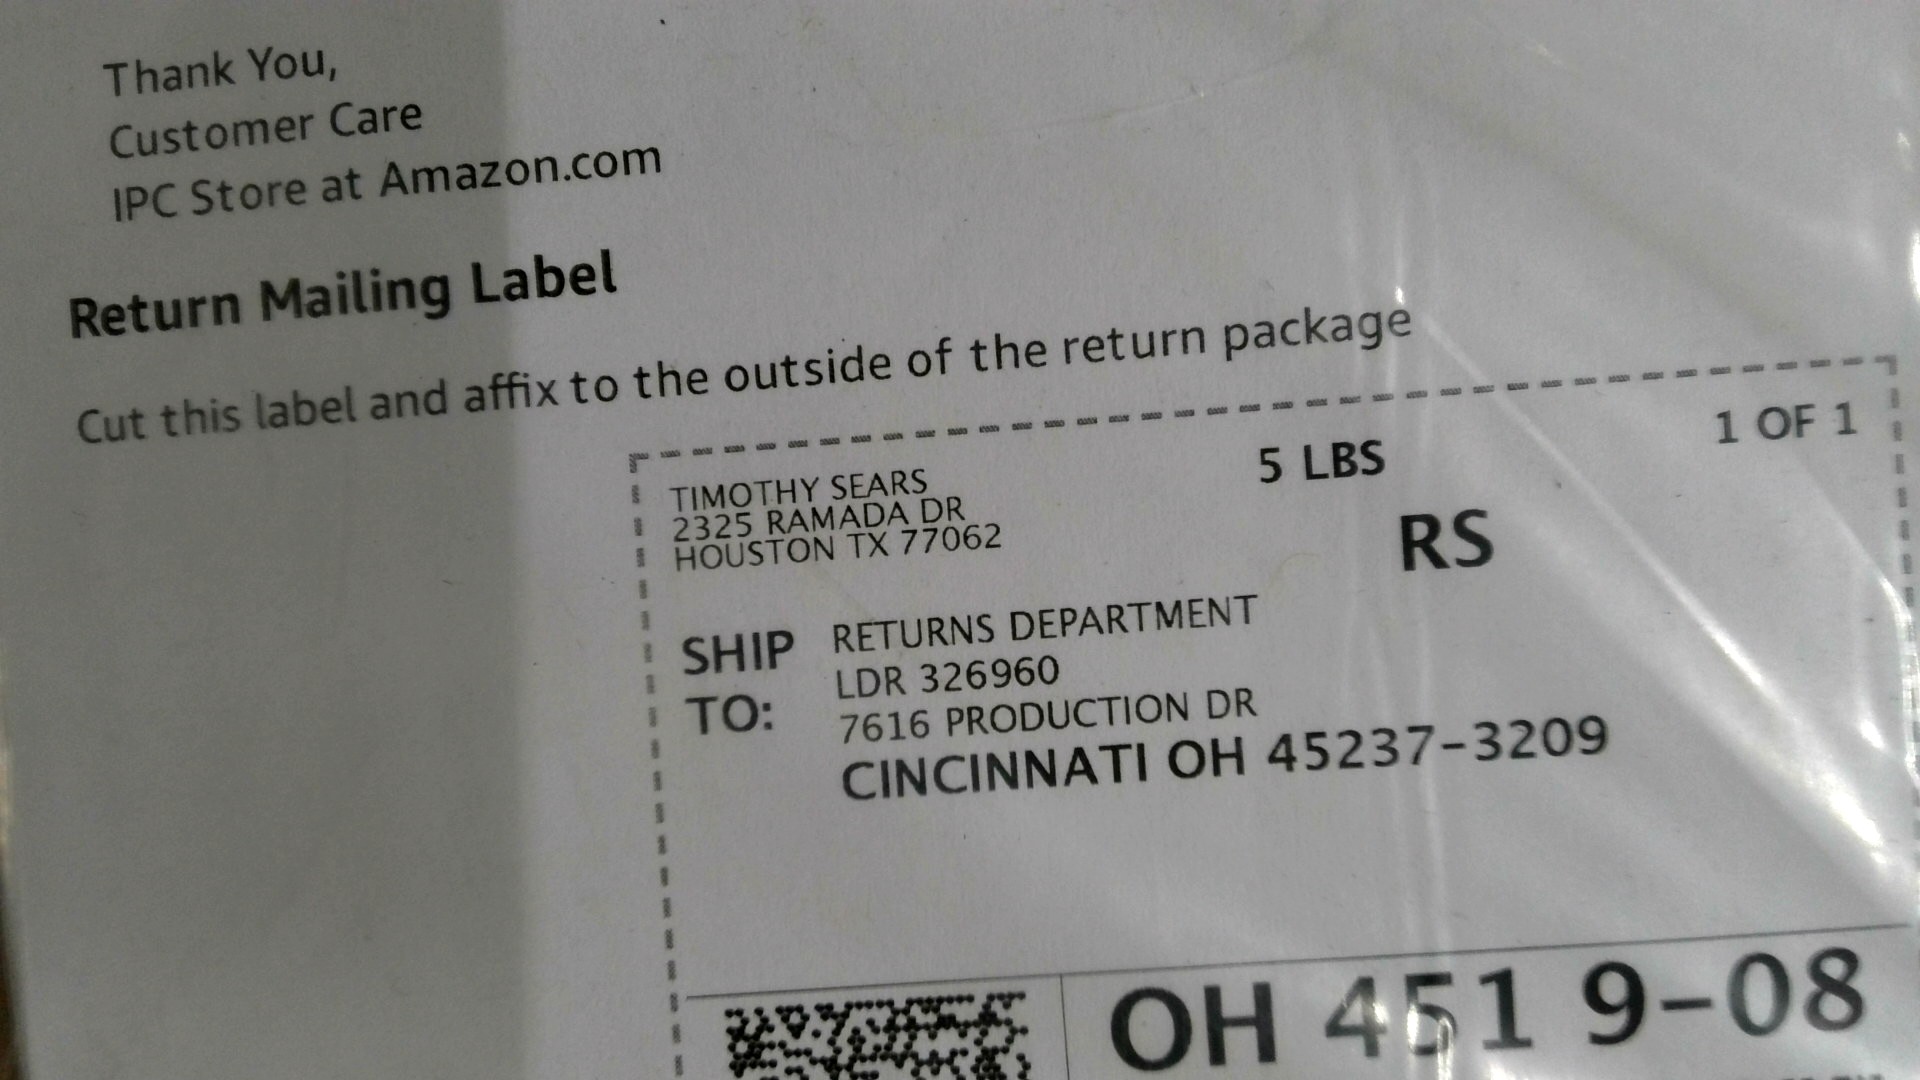 Thank You,
Customer Care
IPC Store at Amazon.com
Return Mailing Label
Cut this label and affix to the outside of the return package
TIMOTHY SEARS
2325 RAMADA DR
HOUSTON TX 77062
5 LBS
1 OF 1
RS
SHIP TO:
RETURNS DEPARTMENT
LDR 326960
7616 PRODUCTION DR
CINCINNATI OH 45237-3209
OH 451 9-08